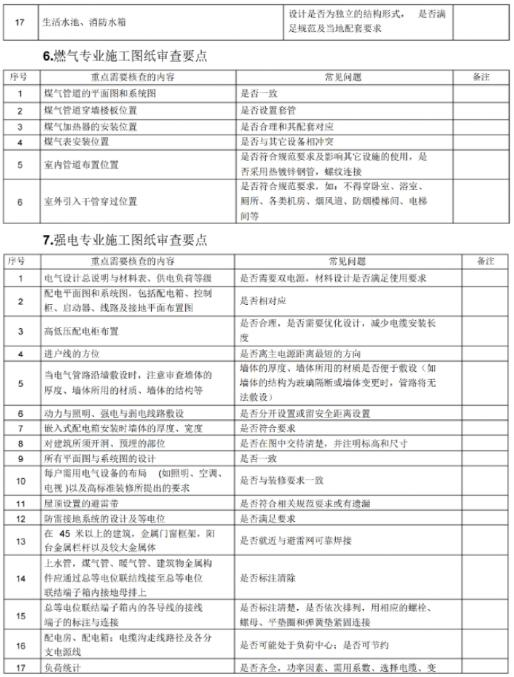 17 生活水池、消防水箱 设计是否为独立的结构形式， 是否满
足规范及当地配套要求
6.燃气专业施工图纸审查要点
序号 重点需要核查的内容 常见问题 备注
1 煤气管道的平面图和系统图 是否一致
2 煤气管道穿墙楼板位置 是否设置套管
3 煤气加热器的安装位置 是否合理和其配套对应
4 煤气表安装位置 是否与其它设备相冲突
5 室内管道布置位置 是否符合规范要求及影响其它设施的使用，是
否采用热镀锌钢管，螺纹连接
6 室外引入干管穿过位置 是否符合规范要求，如：不得穿卧室、浴室、
厕所、各类机房、烟风道、防烟楼梯间、电梯
间等
7.强电专业施工图纸审查要点
序号 重点需要核查的内容 常见问题 备注
1 电气设计总说明与材料表、供电负荷等级 是否需要双电源，材料设计是否满足使用要求
2 配电平面图和系统图，包括配电箱、控制
柜、启动器、线路及接地平面布置图 是否相对应
3 高低压配电柜布置 是否合理，是否需要优化设计，减少电缆安装长
度
4 进户线的方位 是否离主电源距离最短的方向
5 当电气管路沿墙敷设时，注意审查墙体的
厚度、墙体所用的材质、墙体的结构等 墙体的厚度、墙体所用的材质是否便于敷设（如
墙体的结构为玻璃隔断或墙体变更时，管路将无
法敷设）
6 动力与照明、强电与弱电线路敷设 是否分开设置或留安全距离设置
7 嵌入式配电箱安装时墙体的厚度、宽度 是否符合要求
8 对建筑所须开洞、预埋的部位 是否在图中交待清楚，并注明标高和尺寸
9 所有平面图与系统图的设计 是否一致
10 每户需用电气设备的布局 （如照明、空调、
电视 )以及高标准装修所提出的要求 是否与装修要求一致
11 屋顶设置的避雷带 是否符合相关规范要求或有遗漏
12 防雷接地系统的设计及等电位 是否满足要求
13 在 45 米以上的建筑，金属门窗框架，阳
台金属栏杆以及较大金属体 是否就近与避雷网可靠焊接
14 上水管，煤气管、暖气管、建筑物金属构
件应通过总等电位联结线接至总等电位
联结端子箱内接地母排上 是否标注清除
15 总等电位联结端子箱内的各导线的接线
端子的标注与连接 是否标注清楚，是否依次排列，用相应的螺栓、
螺母、平垫圈和弹簧垫紧固连接
16 配电房、配电箱；电缆沟走线路径及各分
支电源线 是否可能处于负荷中心；是否可节约
17 负荷统计 是否齐全，功率因素、需用系数、选择电缆、变